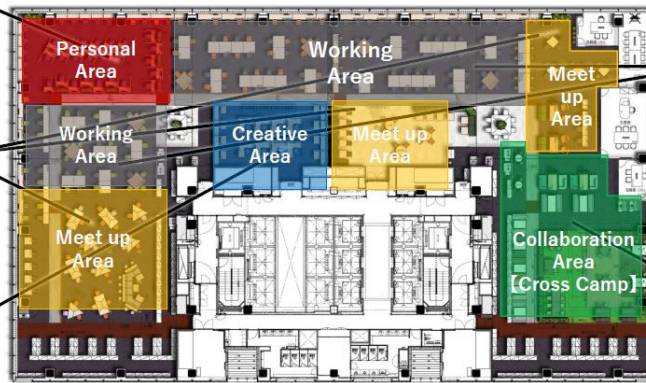 Personal
Area
Working
Area
Meet
up
Area
Working
Area
Creative
Area
Meet up
Area
Meet up
Area
Collaboration
Area
【Cross Camp】